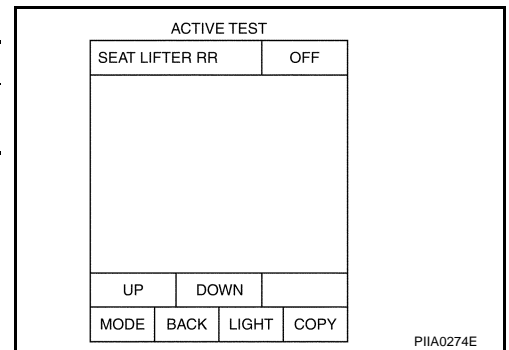 ACTIVE TEST
SEAT LIFTER RR OFF
UP DOWN
MODE BACK LIGHT COPY
PIIA0274E